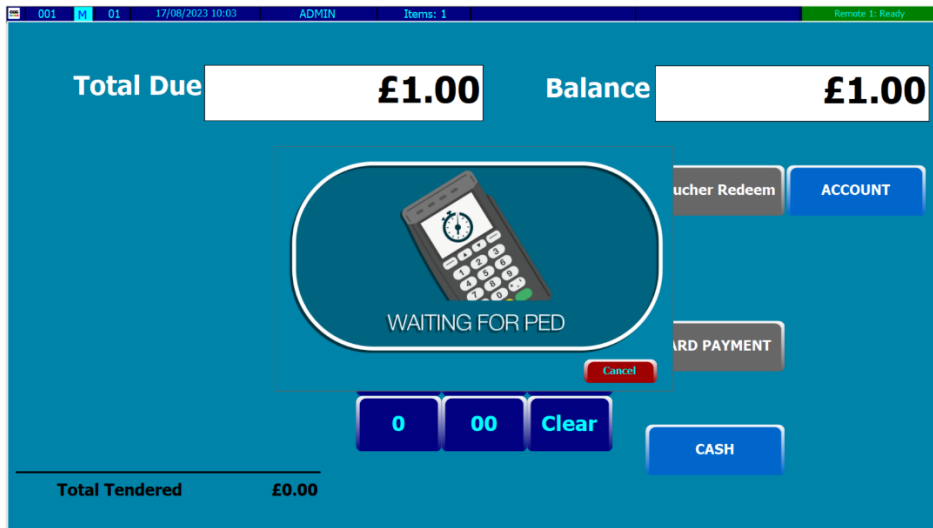 001 M 01 17/08/2023 10:03 ADMIN Items: 1 Remote 1: Ready
Total Due £1.00 Balance £1.00
ucher Redeem ACCOUNT
WAITING FOR PED
ARD PAYMENT
Cancel
0 00 Clear
CASH
Total Tendered £0.00